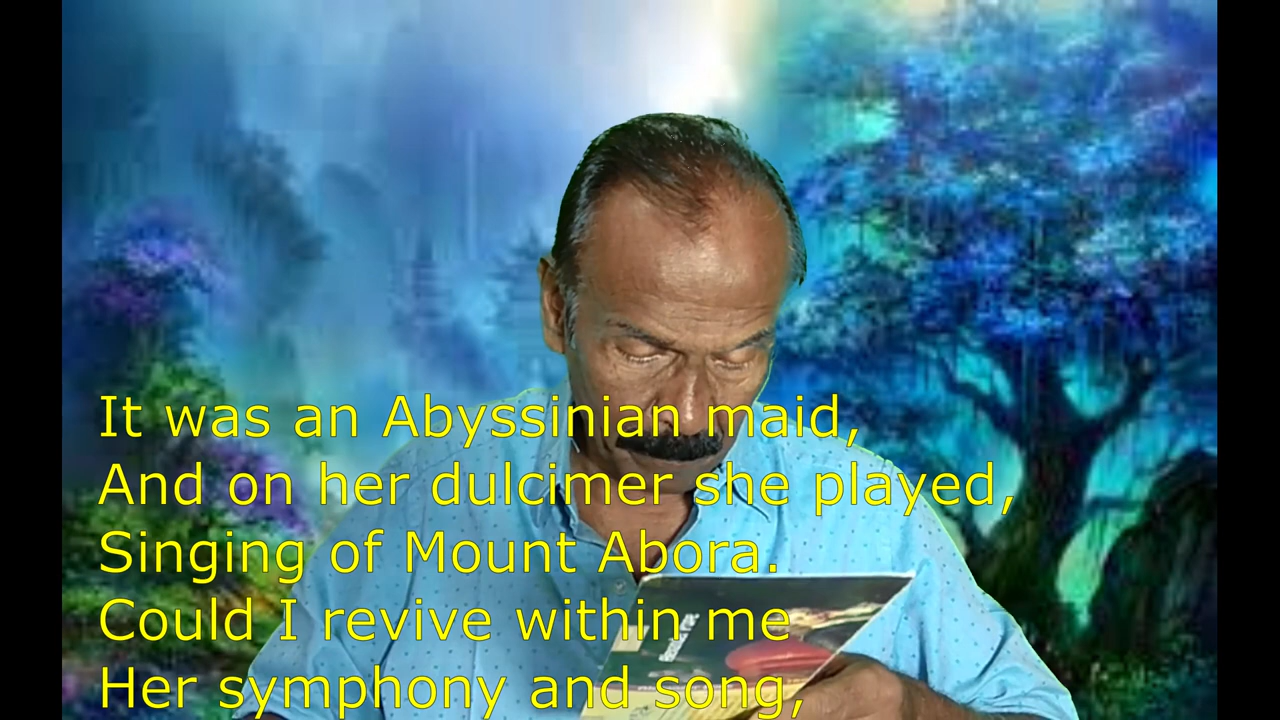 It was an Abyssinian maid,
And on her dulcimer she played,
Singing of Mount Abora.
Could I revive within me
Her symphony and song,